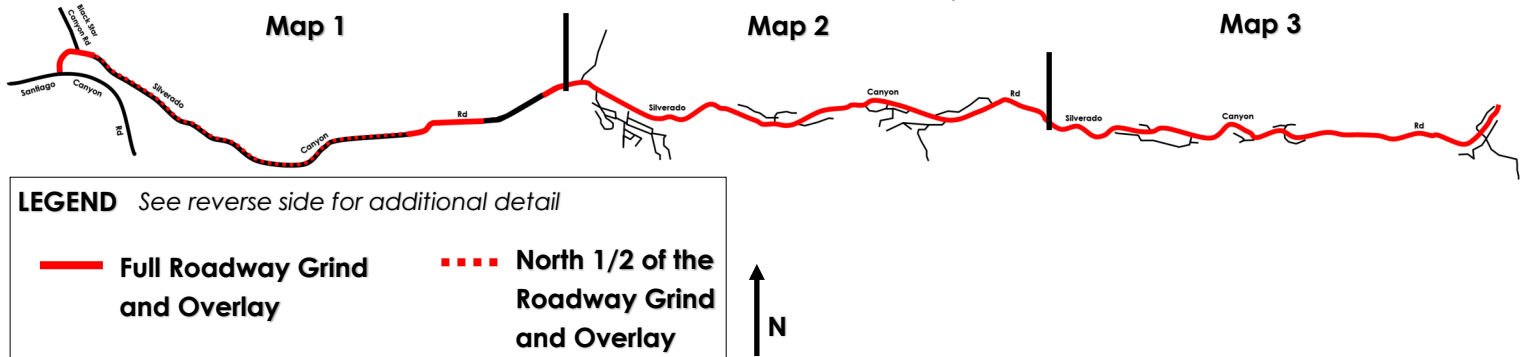 Map 1
Map 2
Map 3
Black Star
Canyon Rd
Santiago
Canyon
Rd
Silverado
Canyon
Rd
Silverado
Canyon
Rd
Silverado
Canyon
Rd
LEGEND See reverse side for additional detail
Full Roadway Grind
and Overlay
North 1/2 of the
Roadway Grind
and Overlay
N